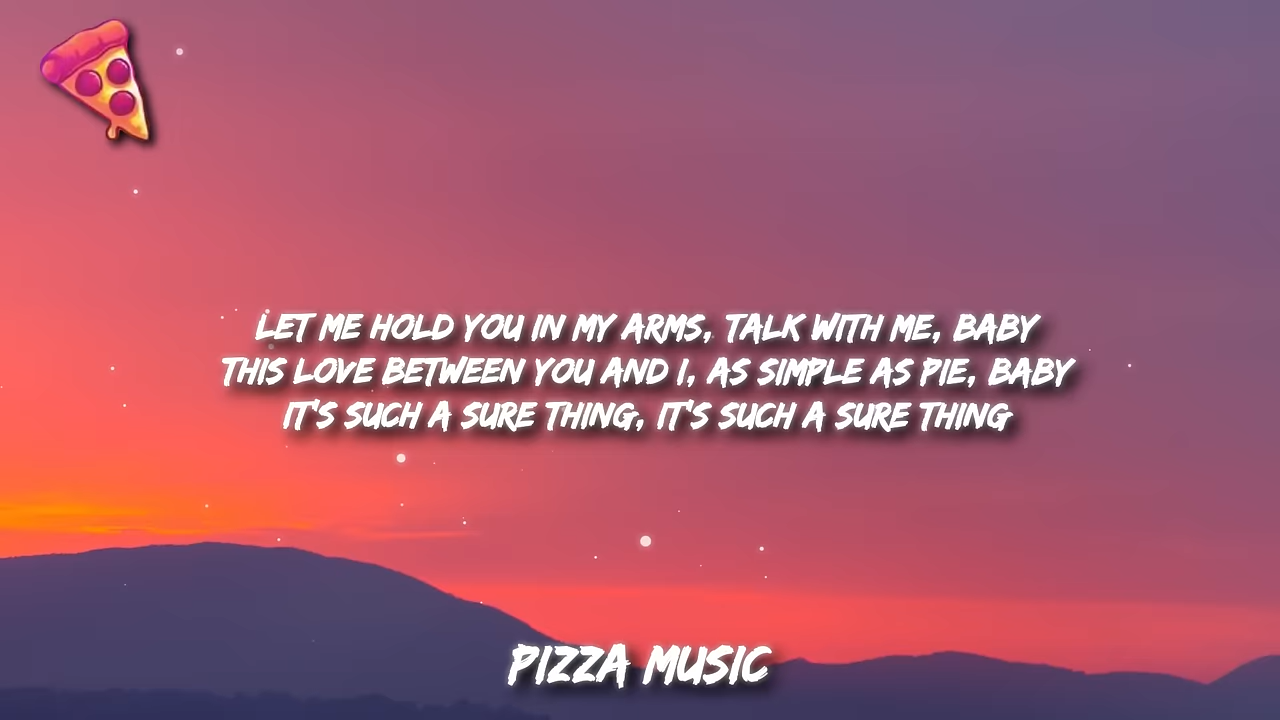 LET ME HOLD YOU IN MY ARMS, TALK WITH ME, BABY
THIS LOVE BETWEEN YOU AND I, AS SIMPLE AS PIE, BABY
IT'S SUCH A SURE THING, IT'S SUCH A SURE THING
PIZZA MUSIC